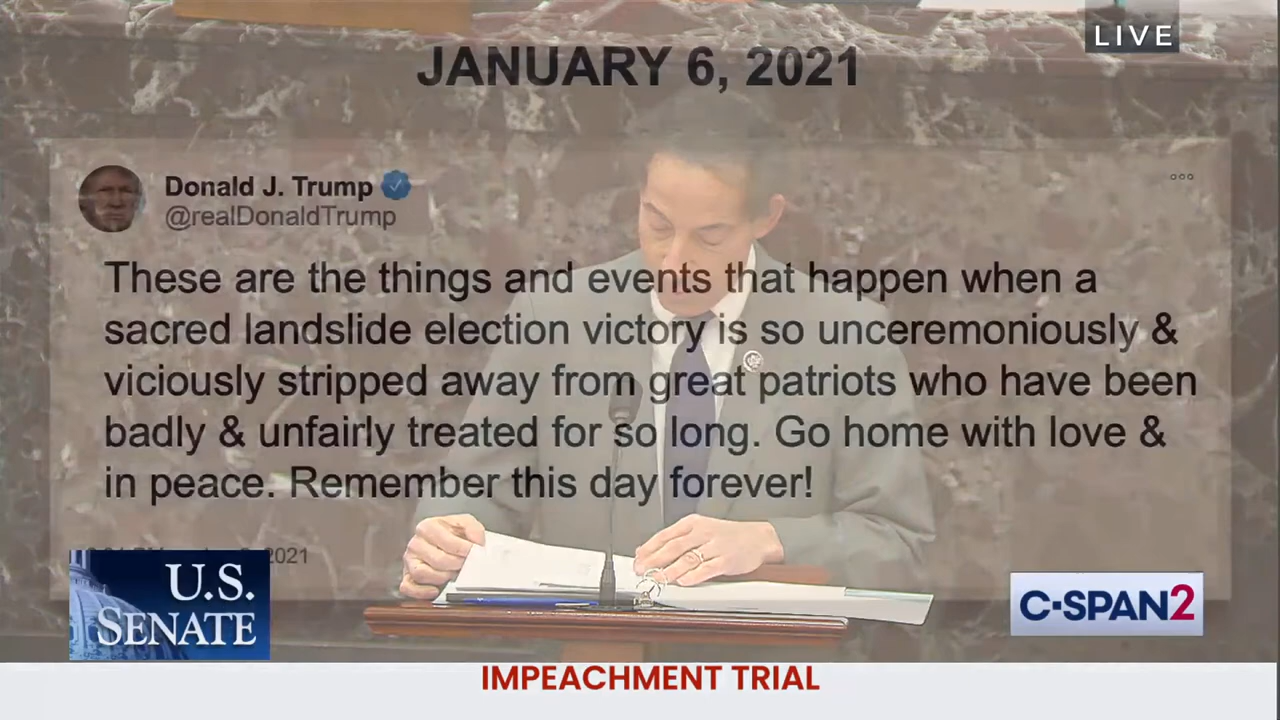 LIVE
JANUARY 6, 2021
Donald J. Trump
@realDonaldTrump
These are the things and events that happen when a
sacred landslide election victory is so unceremoniously &
viciously stripped away from great patriots who have been
badly & unfairly treated for so long. Go home with love &
in peace. Remember this day forever!
2021
U.S.
SENATE
C-SPAN2
IMPEACHMENT TRIAL